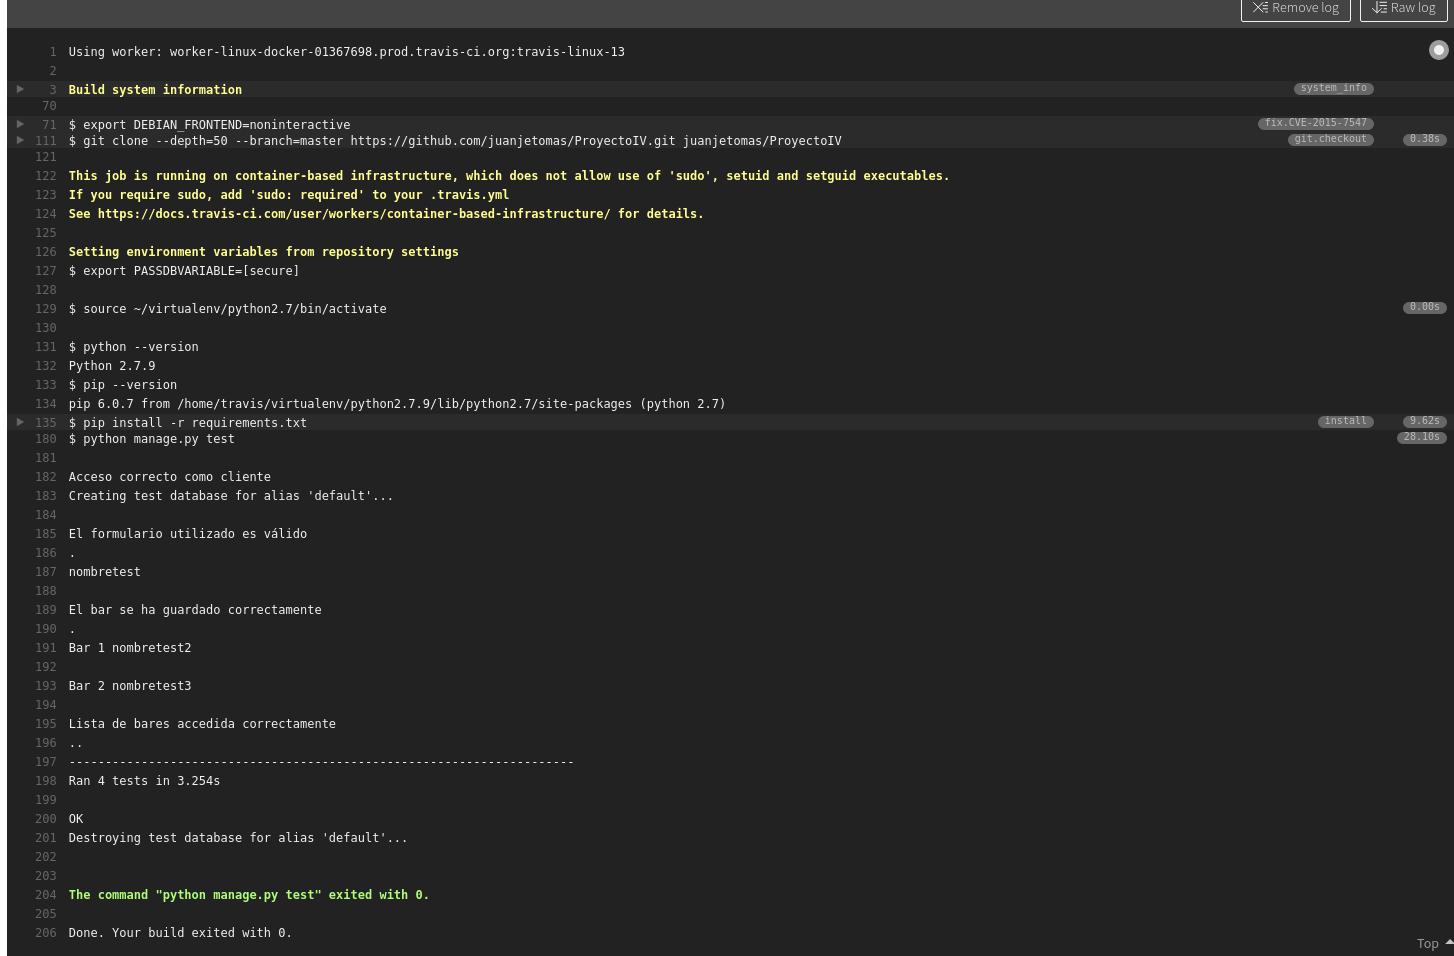 Remove log Raw log
1 Using worker: worker-linux-docker-01367698.prod.travis-ci.org:travis-linux-13
2
3 Build system information system_info
70
71 $ export DEBIAN_FRONTEND=noninteractive fix.CVE-2015-7547
111 $ git clone --depth=50 --branch=master https://github.com/juanjetomas/ProyectoIV.git juanjetomas/ProyectoIV git.checkout 0.38s
121
122 This job is running on container-based infrastructure, which does not allow use of 'sudo', setuid and setguid executables.
123 If you require sudo, add 'sudo: required' to your .travis.yml
124 See https://docs.travis-ci.com/user/workers/container-based-infrastructure/ for details.
125
126 Setting environment variables from repository settings
127 $ export PASSDBVARIABLE=[secure]
128
129 $ source ~/virtualenv/python2.7/bin/activate 0.00s
130
131 $ python --version
132 Python 2.7.9
133 $ pip --version
134 pip 6.0.7 from /home/travis/virtualenv/python2.7.9/lib/python2.7/site-packages (python 2.7)
135 $ pip install -r requirements.txt install 9.62s
180 $ python manage.py test 28.10s
181
182 Acceso correcto como cliente
183 Creating test database for alias 'default'...
184
185 El formulario utilizado es válido
186 .
187 nombretest
188
189 El bar se ha guardado correctamente
190 .
191 Bar 1 nombretest2
192
193 Bar 2 nombretest3
194
195 Lista de bares accedida correctamente
196 ..
197 ----------------------------------------------------------------------
198 Ran 4 tests in 3.254s
199
200 OK
201 Destroying test database for alias 'default'...
202
203
204 The command "python manage.py test" exited with 0.
205
206 Done. Your build exited with 0.
Top